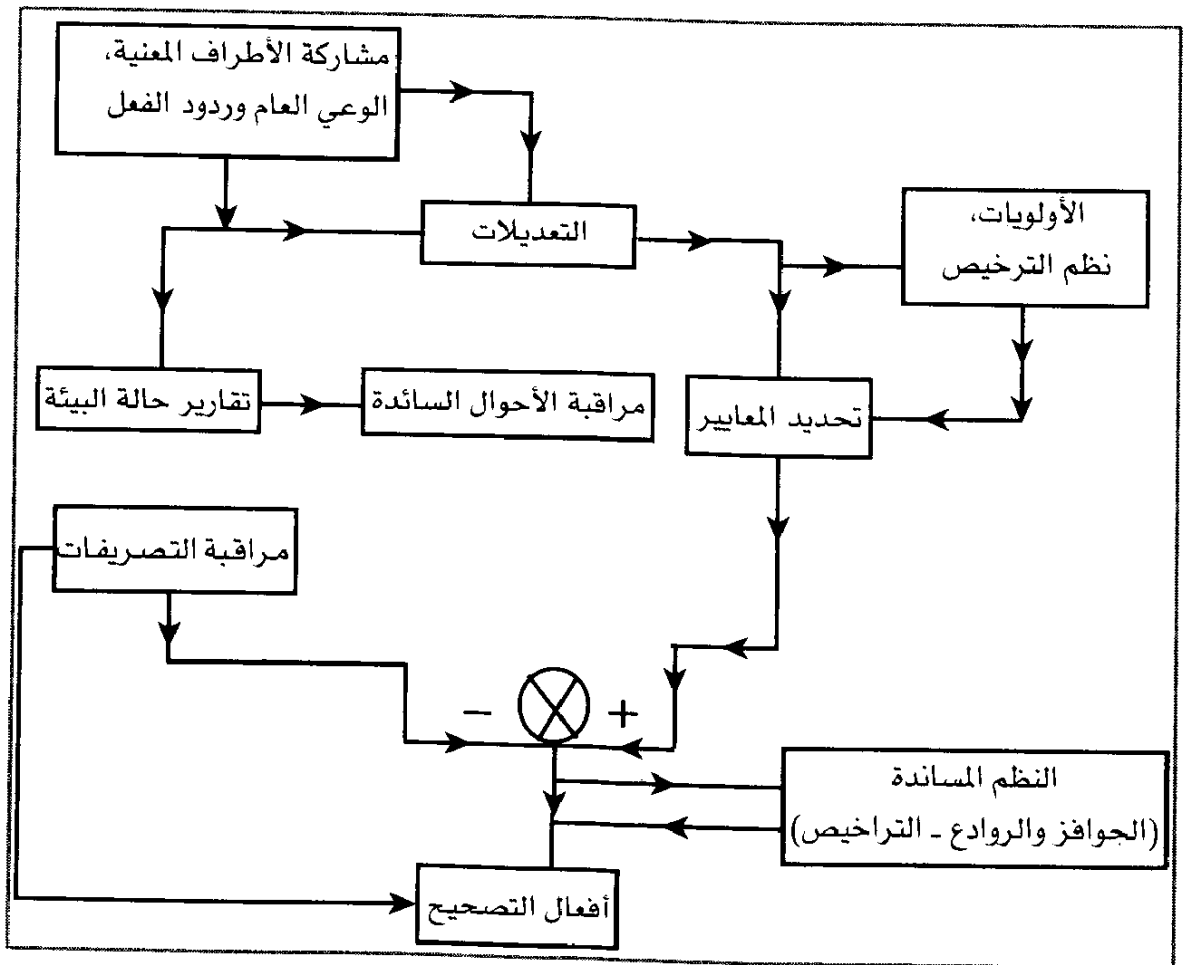 مشاركة الأطراف المعنية،
الوعي العام وردود الفعل
التعديلات
الأولويات،
نظم الترخيص
تقارير حالة البيئة
مراقبة الأحوال السائدة
تحديد المعايير
مراقبة التصريفات
− +
النظم المساندة
(الحوافز والروادع ـ التراخيص)
أفعال التصحيح